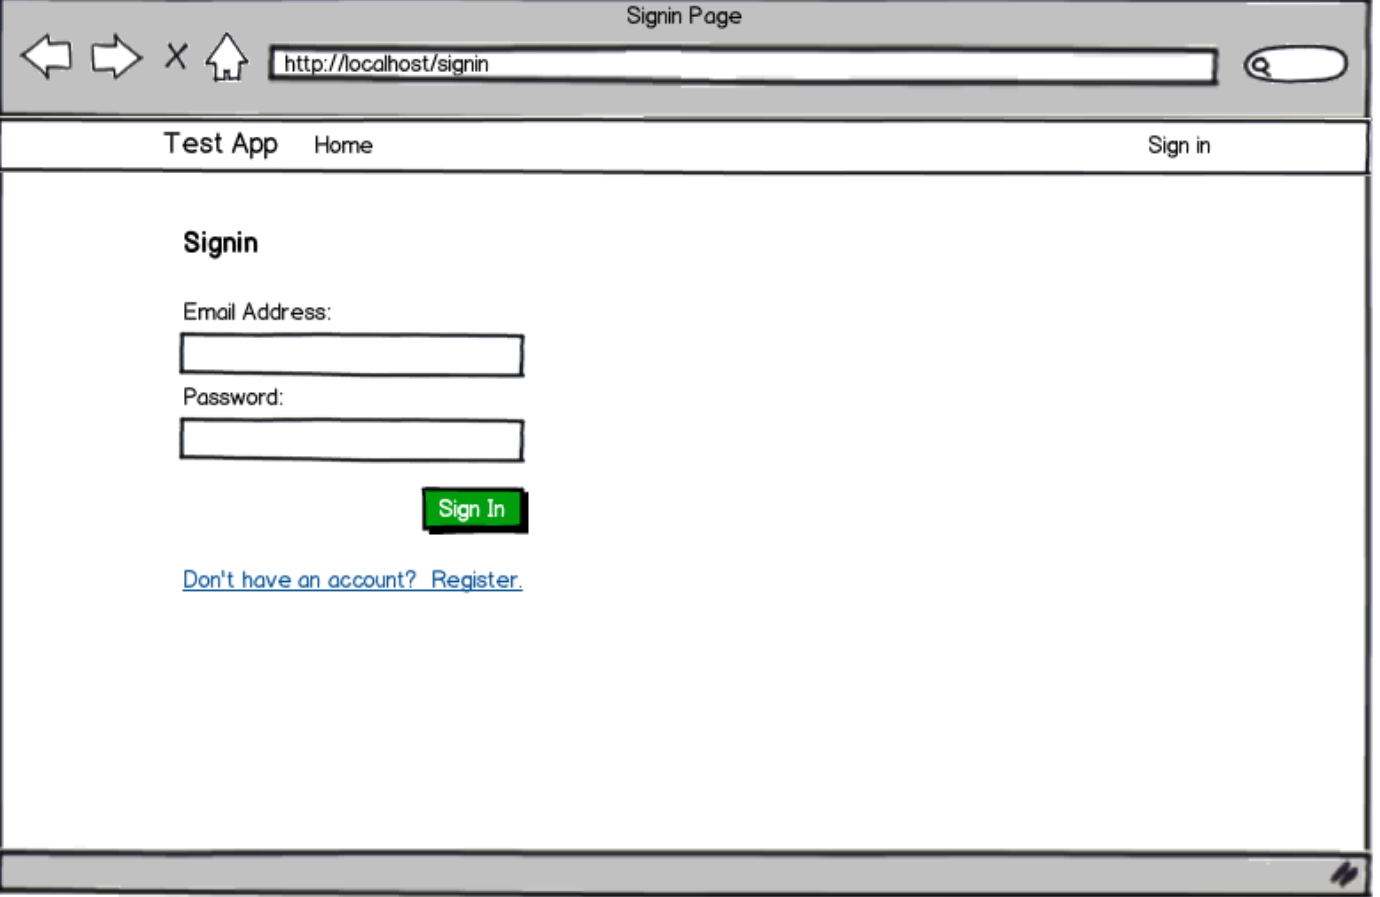 Signin Page
http://localhost/signin
Test App Home Sign in
Signin
Email Address:
Password:
Sign In
Don't have an account?  Register.